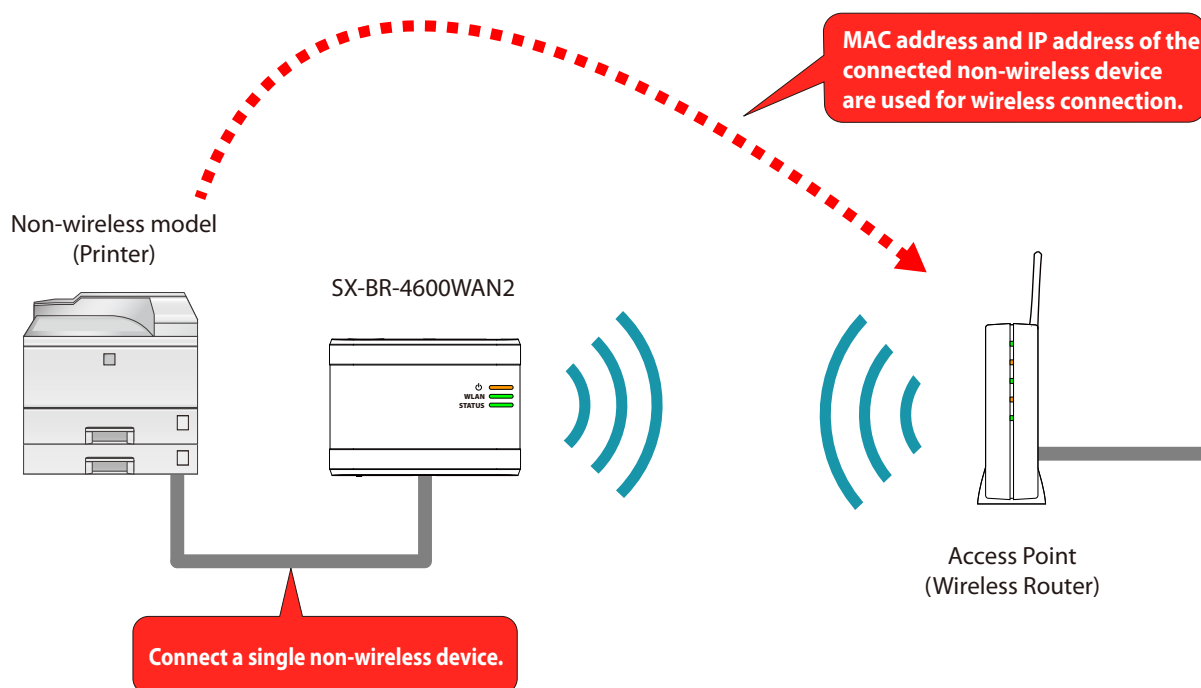 MAC address and IP address of the
connected non-wireless device
are used for wireless connection.
Non-wireless model
(Printer)
SX-BR-4600WAN2
WLAN
STATUS
Access Point
(Wireless Router)
Connect a single non-wireless device.